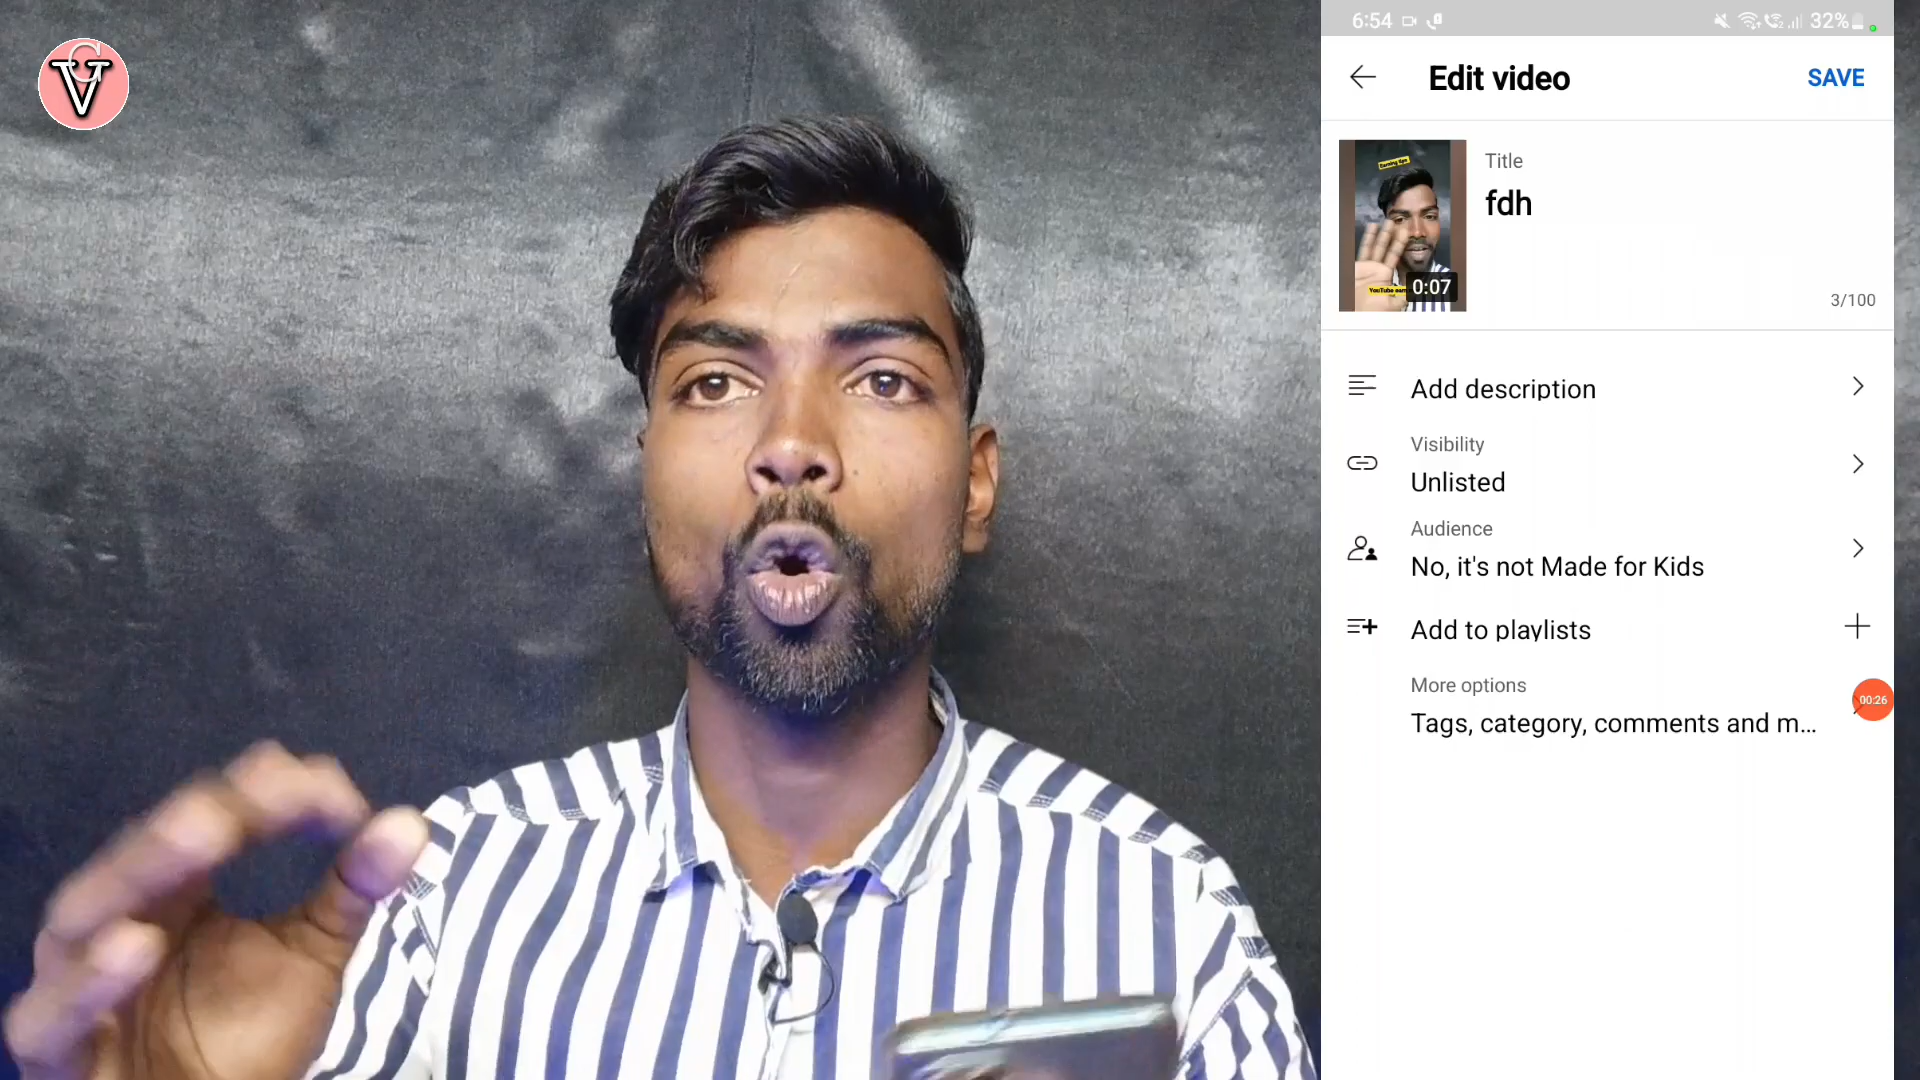 VG
6:54
32%
Edit video
SAVE
Title
fdh
0:07
3/100
Add description
Visibility
Unlisted
Audience
No, it's not Made for Kids
Add to playlists
More options
00:26
Tags, category, comments and m...